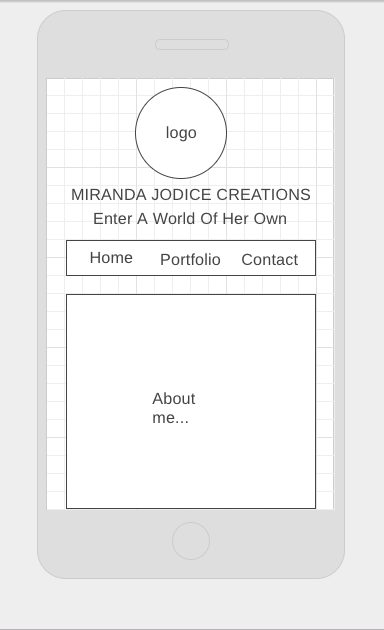 logo
MIRANDA JODICE CREATIONS
Enter A World Of Her Own
Home Portfolio Contact
About
me...